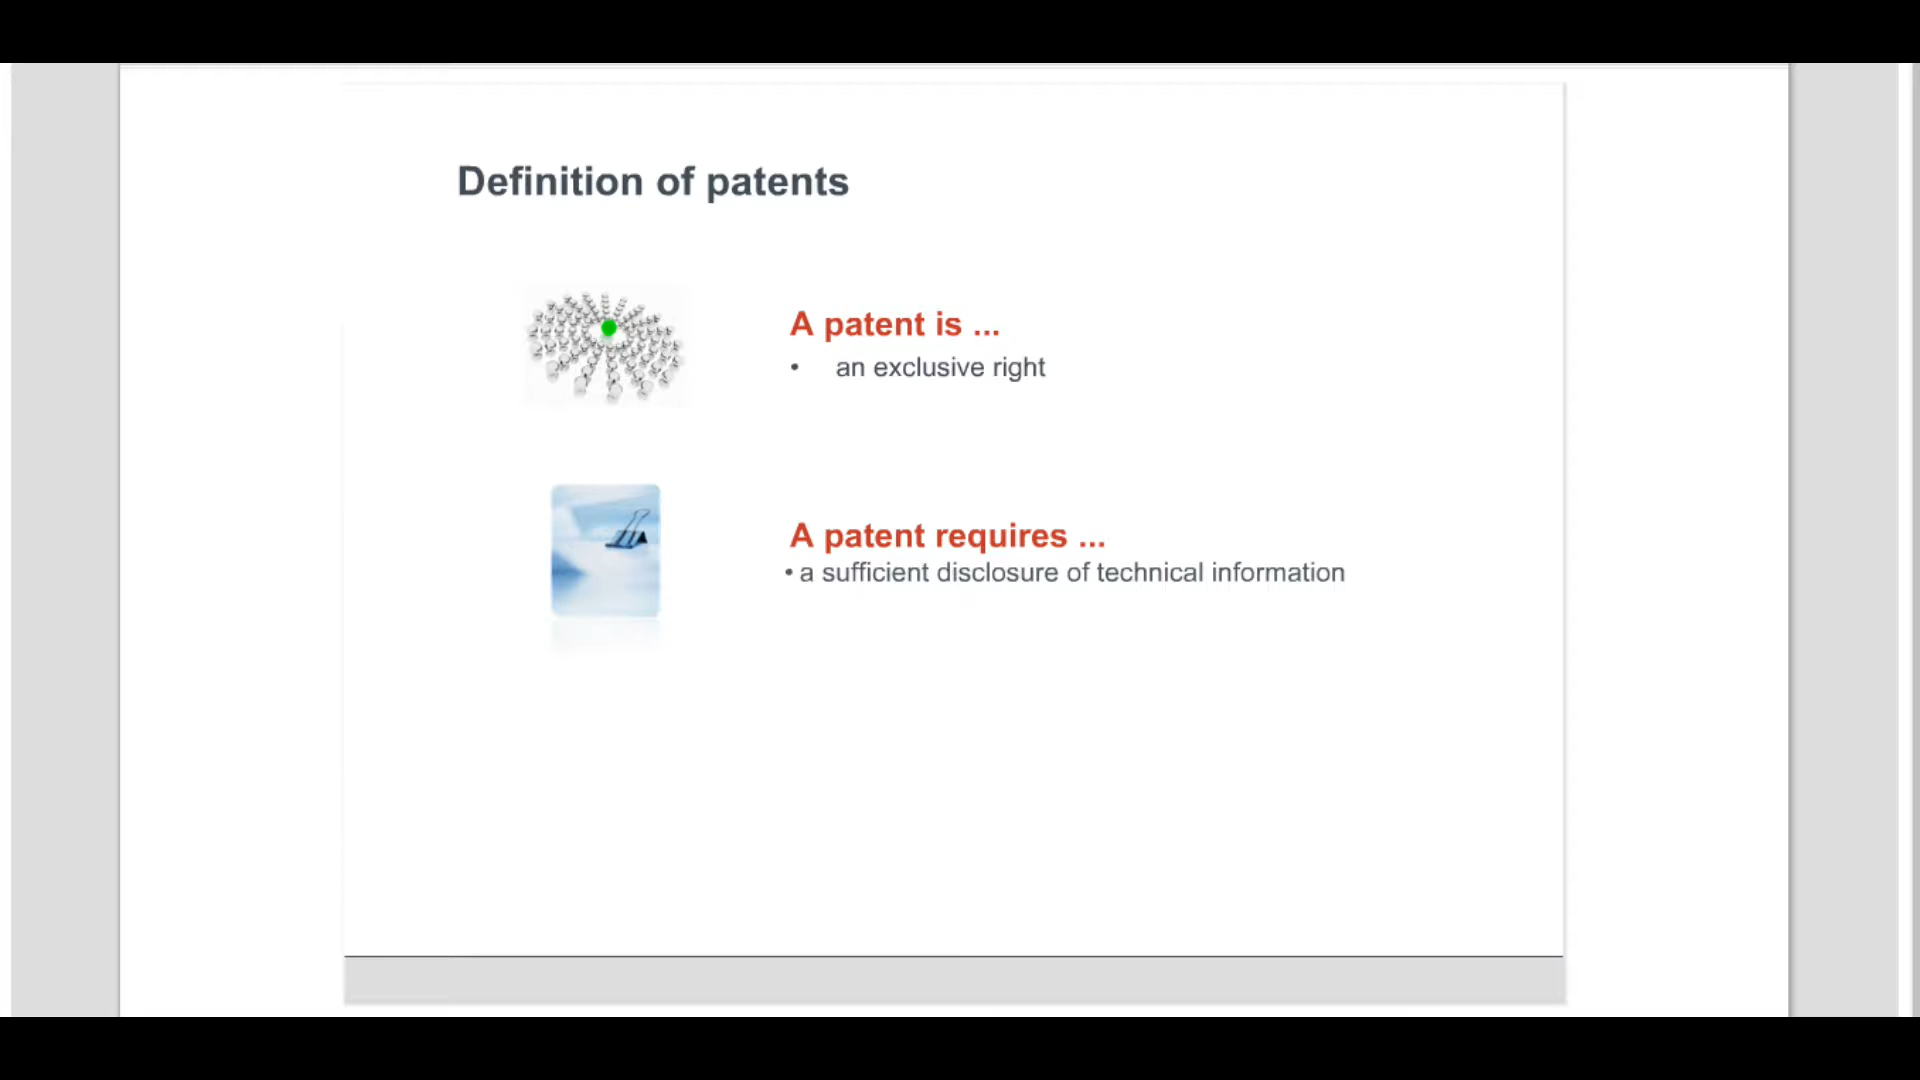 Definition of patents
A patent is ...
• an exclusive right
A patent requires ...
• a sufficient disclosure of technical information